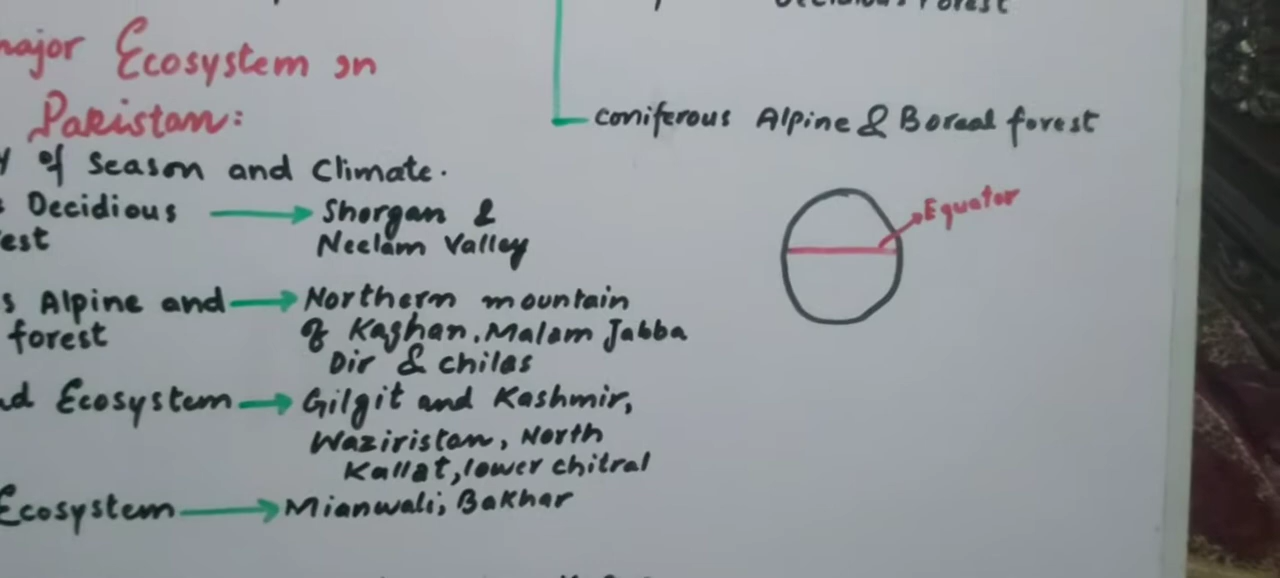 major Ecosystem in
Pakistan:
of Season and Climate.
Decidious → Shorgan &
est Neelam Valley
s Alpine and → Northern mountain
forest of Kaghan, Malam Jabba
Dir & chilas
nd Ecosystem → Gilgit and Kashmir,
Waziristan, North
Kallat, lower chitral
Ecosystem → Mianwali, Bakhar
Forest
coniferous Alpine & Boreal forest
Equator